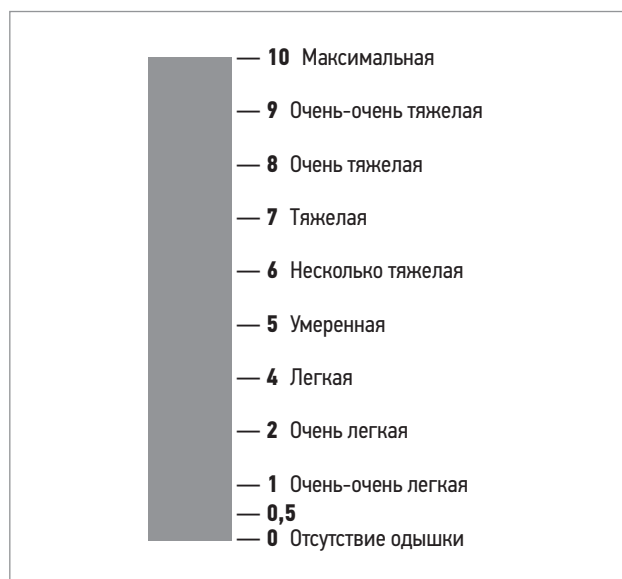 — 10 Максимальная
— 9 Очень-очень тяжелая
— 8 Очень тяжелая
— 7 Тяжелая
— 6 Несколько тяжелая
— 5 Умеренная
— 4 Легкая
— 2 Очень легкая
— 1 Очень-очень легкая
— 0,5
— 0 Отсутствие одышки